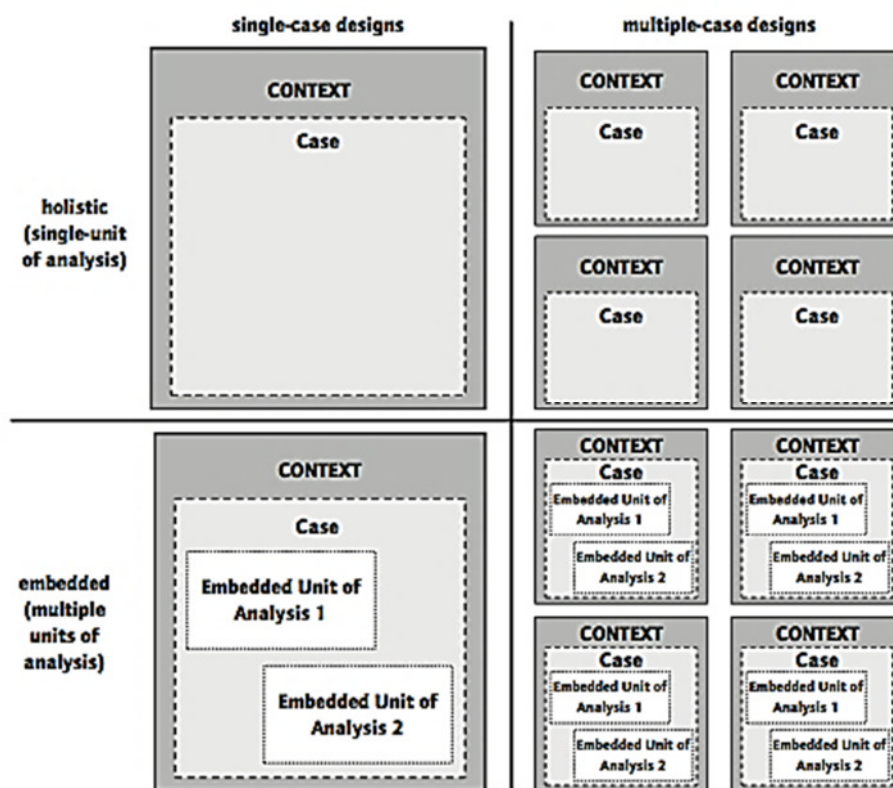 single-case designs
multiple-case designs
CONTEXT
Case
CONTEXT
Case
CONTEXT
Case
holistic
(single-unit
of analysis)
CONTEXT
Case
CONTEXT
Case
CONTEXT
Case
Embedded Unit of
Analysis 1
Embedded Unit of
Analysis 2
embedded
(multiple
units of
analysis)
CONTEXT
Case
Embedded Unit of
Analysis 1
Embedded Unit of
Analysis 2
CONTEXT
Case
Embedded Unit of
Analysis 1
Embedded Unit of
Analysis 2
CONTEXT
Case
Embedded Unit of
Analysis 1
Embedded Unit of
Analysis 2
CONTEXT
Case
Embedded Unit of
Analysis 1
Embedded Unit of
Analysis 2